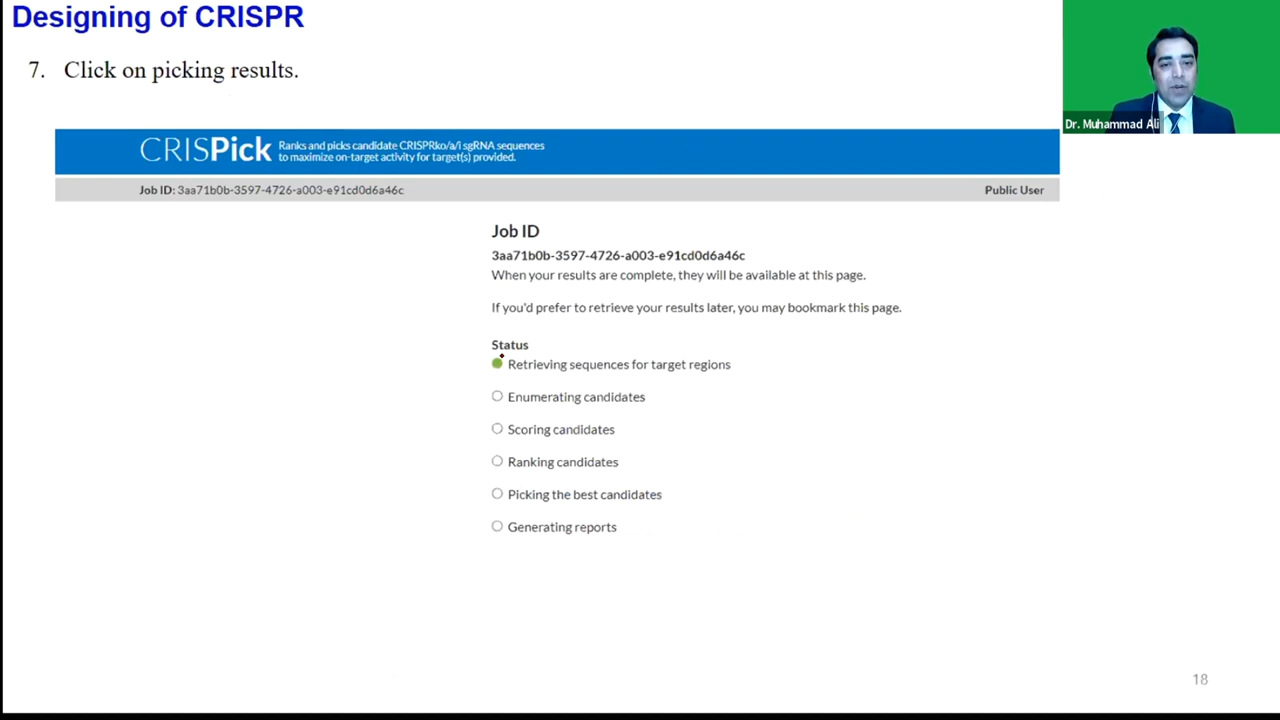 Designing of CRISPR
7. Click on picking results.
Dr. Muhammad Ali
CRISPick Ranks and picks candidate CRISPRko/a/i sgRNA sequences
to maximize on-target activity for target(s) provided.
Job ID: 3aa71b0b-3597-4726-a003-e91cd0d6a46c Public User
Job ID
3aa71b0b-3597-4726-a003-e91cd0d6a46c
When your results are complete, they will be available at this page.
If you'd prefer to retrieve your results later, you may bookmark this page.
Status
Retrieving sequences for target regions
Enumerating candidates
Scoring candidates
Ranking candidates
Picking the best candidates
Generating reports
18